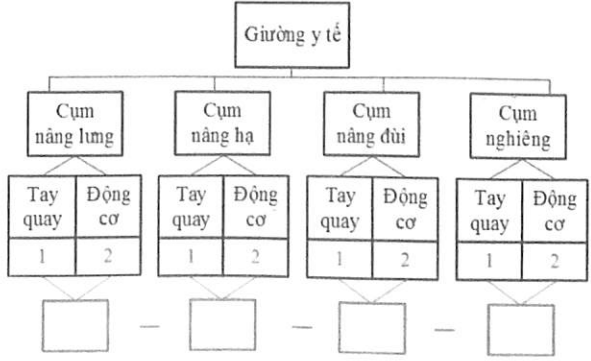 Giường y tế
Cụm
nâng lưng
Cụm
nâng hạ
Cụm
nâng đùi
Cụm
nghiêng
Tay
quay
Động
cơ
Tay
quay
Động
cơ
Tay
quay
Động
cơ
Tay
quay
Động
cơ
1
2
1
2
1
2
1
2